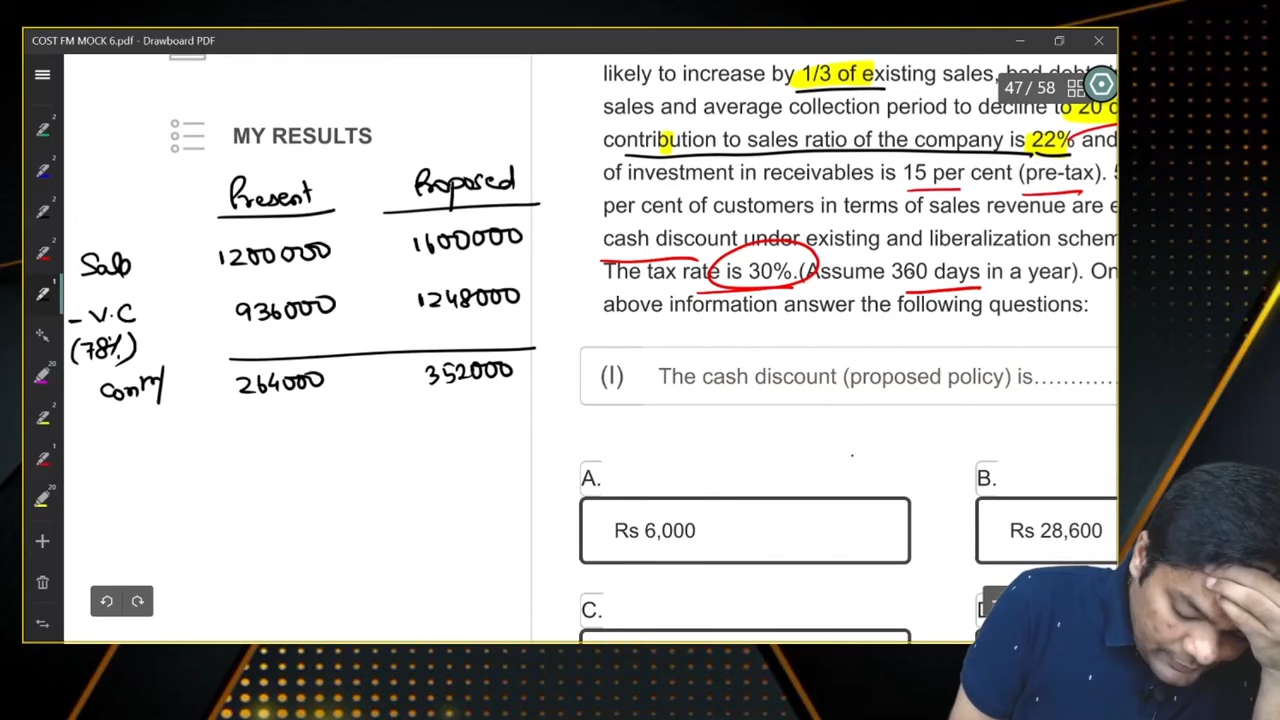 COST FM MOCK 6.pdf - Drawboard PDF
47 / 58
MY RESULTS
Present Proposed
Sales 1200000 1600000
- V.C 936000 1248000
(78%)
264000 352000
likely to increase by 1/3 of existing sales, bad debt
sales and average collection period to decline to 20 d
contribution to sales ratio of the company is 22% and
of investment in receivables is 15 per cent (pre-tax). 5
per cent of customers in terms of sales revenue are e
cash discount under existing and liberalization schem
The tax rate is 30%.(Assume 360 days in a year). On
above information answer the following questions:
(I) The cash discount (proposed policy) is............
A.
Rs 6,000
B.
Rs 28,600
C.